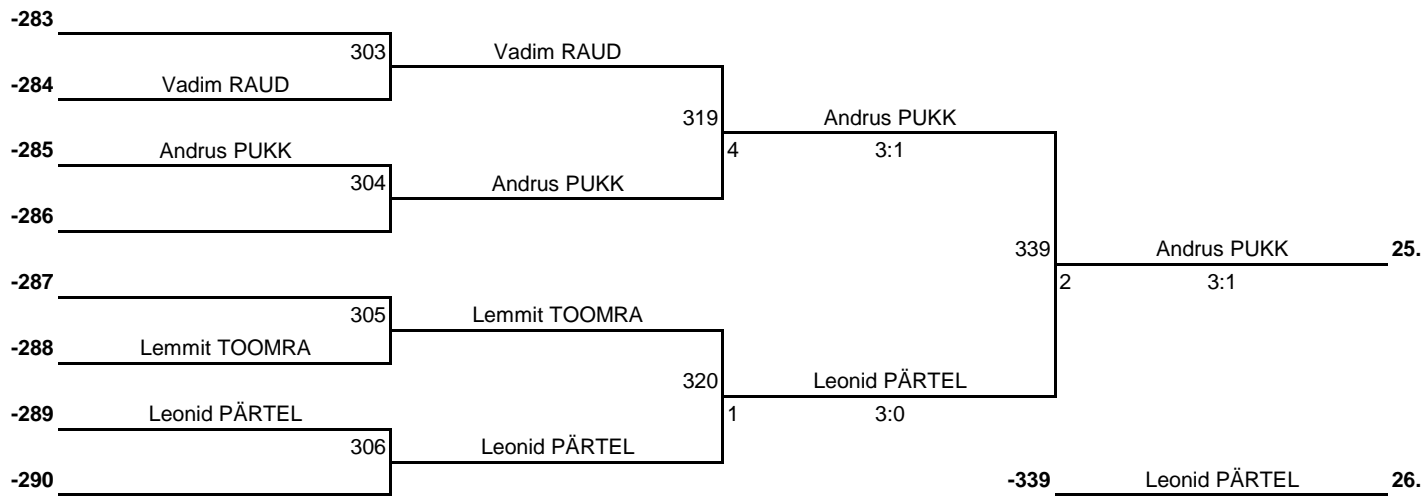 -283
303 Vadim RAUD
-284 Vadim RAUD
319 Andrus PUKK
-285 Andrus PUKK 4 3:1
304 Andrus PUKK
-286
339 Andrus PUKK 25.
-287 2 3:1
305 Lemmit TOOMRA
-288 Lemmit TOOMRA
320 Leonid PÄRTEL
-289 Leonid PÄRTEL 1 3:0
306 Leonid PÄRTEL
-290 -339 Leonid PÄRTEL 26.